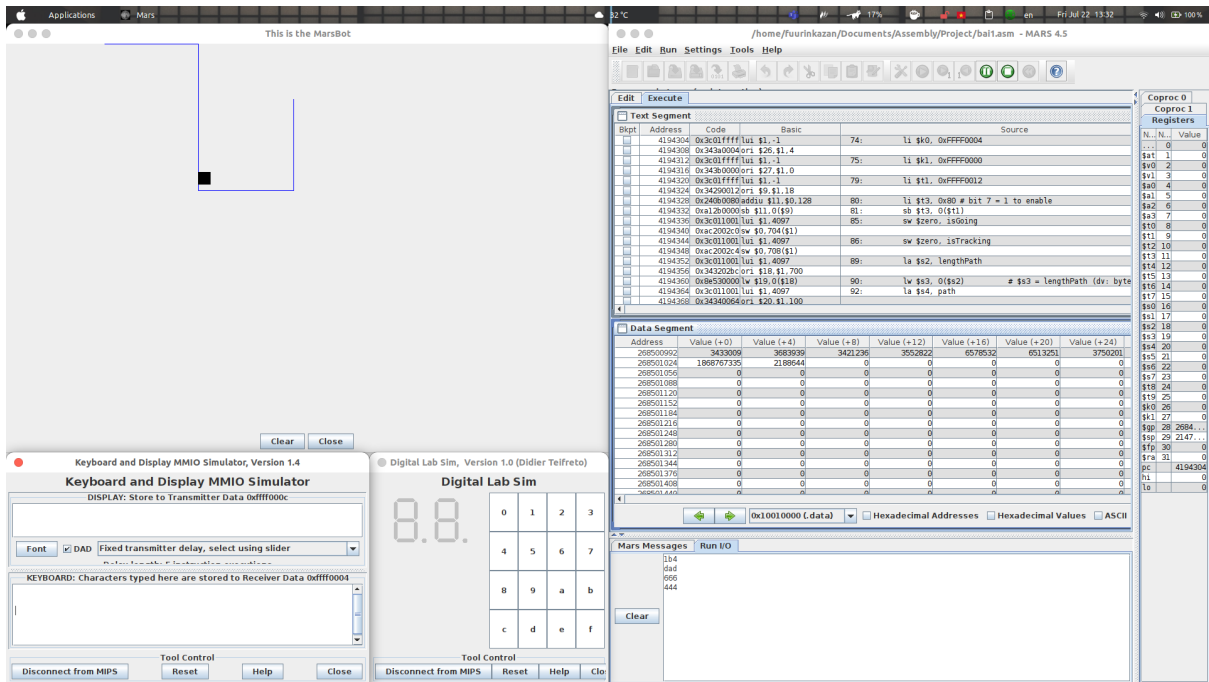 Applications Mars 32 °C 17% en Fri Jul 22 13:32 100 %
This is the MarsBot
Clear Close
Keyboard and Display MMIO Simulator, Version 1.4
Keyboard and Display MMIO Simulator
DISPLAY: Store to Transmitter Data 0xffff000c
Font DAD Fixed transmitter delay, select using slider
Delay length: 5 instruction executions
KEYBOARD: Characters typed here are stored to Receiver Data 0xffff0004
Tool Control
Disconnect from MIPS Reset Help Close
Digital Lab Sim, Version 1.0 (Didier Teifreto)
Digital Lab Sim
0 1 2 3
4 5 6 7
8 9 a b
c d e f
Tool Control
Disconnect from MIPS Reset Help Clo
/home/fuurinkazan/Documents/Assembly/Project/bai1.asm - MARS 4.5
File Edit Run Settings Tools Help
Edit Execute
Text Segment
Bkpt Address Code Basic Source
4194304 0x3c01ffff lui $1,-1 74: li $k0, 0xFFFF0004
4194308 0x343a0004 ori $26,$1,4
4194312 0x3c01ffff lui $1,-1 75: li $k1, 0xFFFF0000
4194316 0x343b0000 ori $27,$1,0
4194320 0x3c01ffff lui $1,-1 79: li $t1, 0xFFFF0012
4194324 0x34290012 ori $9,$1,18
4194328 0x240b0080 addiu $11,$0,128 80: li $t3, 0x80 # bit 7 = 1 to enable
4194332 0xa12b0000 sb $11,0($9) 81: sb $t3, 0($t1)
4194336 0x3c011001 lui $1,4097 85: sw $zero, isGoing
4194340 0xac2002c0 sw $0,704($1)
4194344 0x3c011001 lui $1,4097 86: sw $zero, isTracking
4194348 0xac2002c4 sw $0,708($1)
4194352 0x3c011001 lui $1,4097 89: la $s2, lengthPath
4194356 0x343202bc ori $18,$1,700
4194360 0x8e530000 lw $19,0($18) 90: lw $s3, 0($s2) # $s3 = lengthPath (dv: byte
4194364 0x3c011001 lui $1,4097 92: la $s4, path
4194368 0x34340064 ori $20,$1,100
Data Segment
Address Value (+0) Value (+4) Value (+8) Value (+12) Value (+16) Value (+20) Value (+24)
268500992 3433009 3683939 3421236 3552822 6578532 6513251 3750201
268501024 1868767335 2188644 0 0 0 0 0
268501056 0 0 0 0 0 0 0
268501088 0 0 0 0 0 0 0
268501120 0 0 0 0 0 0 0
268501152 0 0 0 0 0 0 0
268501184 0 0 0 0 0 0 0
268501216 0 0 0 0 0 0 0
268501248 0 0 0 0 0 0 0
268501280 0 0 0 0 0 0 0
268501312 0 0 0 0 0 0 0
268501344 0 0 0 0 0 0 0
268501376 0 0 0 0 0 0 0
268501408 0 0 0 0 0 0 0
268501440 0 0 0 0 0 0 0
0x10010000 (.data) Hexadecimal Addresses Hexadecimal Values ASCII
Mars Messages Run I/O
1b4
dad
666
444
Clear
Coproc 0
Coproc 1
Registers
N... N... Value
... 0 0
$at 1 0
$v0 2 0
$v1 3 0
$a0 4 0
$a1 5 0
$a2 6 0
$a3 7 0
$t0 8 0
$t1 9 0
$t2 10 0
$t3 11 0
$t4 12 0
$t5 13 0
$t6 14 0
$t7 15 0
$s0 16 0
$s1 17 0
$s2 18 0
$s3 19 0
$s4 20 0
$s5 21 0
$s6 22 0
$s7 23 0
$t8 24 0
$t9 25 0
$k0 26 0
$k1 27 0
$gp 28 2684...
$sp 29 2147...
$fp 30 0
$ra 31 0
pc 4194304
hi 0
lo 0